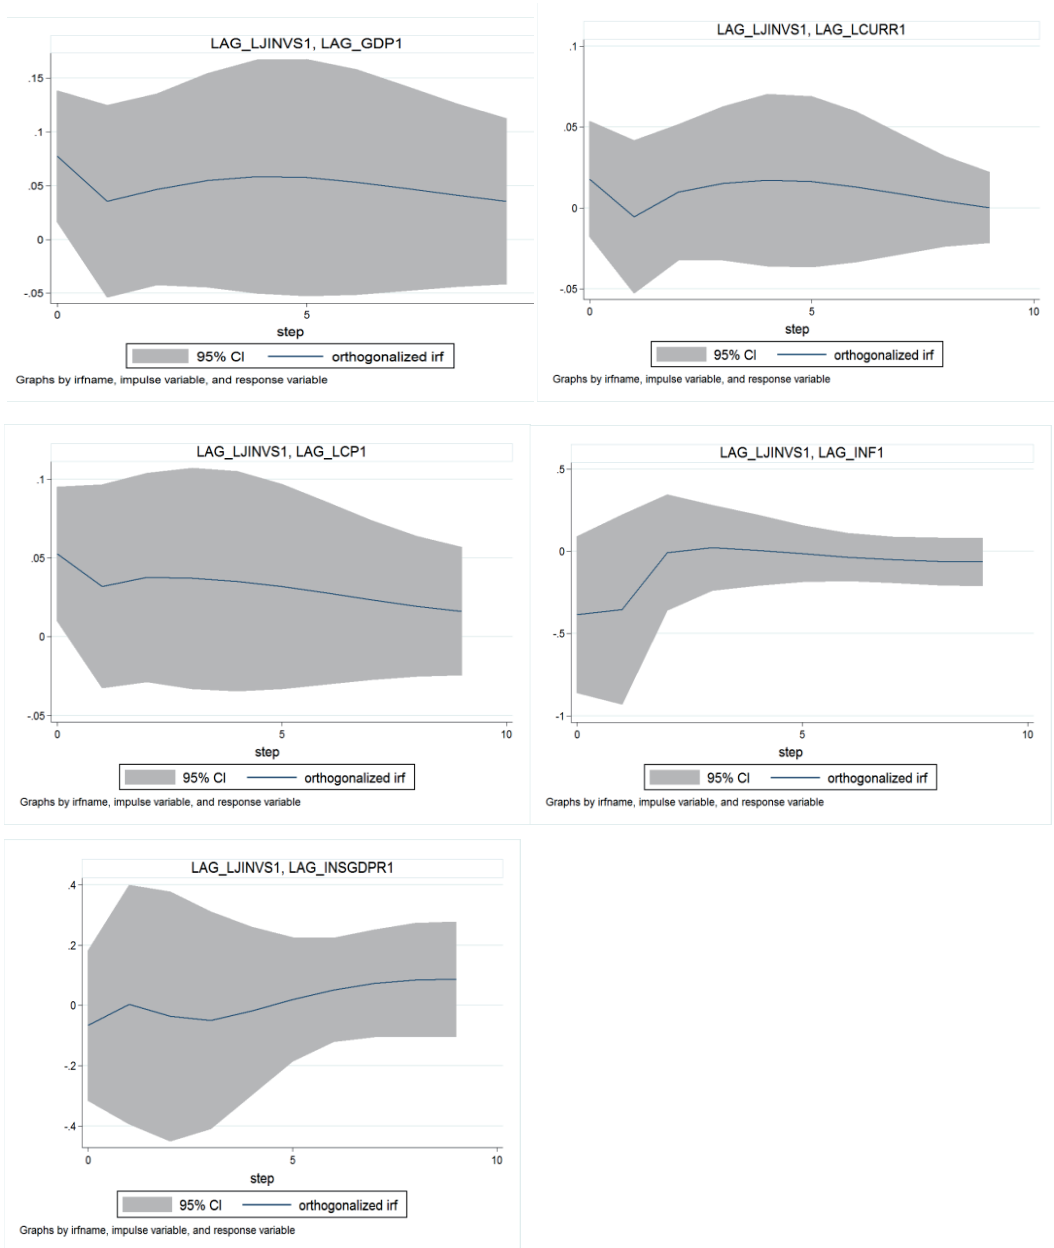 LAG_LJINVS1, LAG_GDP1
.15
.1
.05
0
-.05
0
5
step
95% CI
orthogonalized irf
Graphs by irfname, impulse variable, and response variable
LAG_LJINVS1, LAG_LCURR1
.1
.05
0
-.05
0
5
10
step
95% CI
orthogonalized irf
Graphs by irfname, impulse variable, and response variable
LAG_LJINVS1, LAG_LCP1
.1
.05
0
-.05
0
5
10
step
95% CI
orthogonalized irf
Graphs by irfname, impulse variable, and response variable
LAG_LJINVS1, LAG_INF1
.5
0
-.5
-1
0
5
10
step
95% CI
orthogonalized irf
Graphs by irfname, impulse variable, and response variable
LAG_LJINVS1, LAG_INSGDPR1
.4
.2
0
-.2
-.4
0
5
10
step
95% CI
orthogonalized irf
Graphs by irfname, impulse variable, and response variable